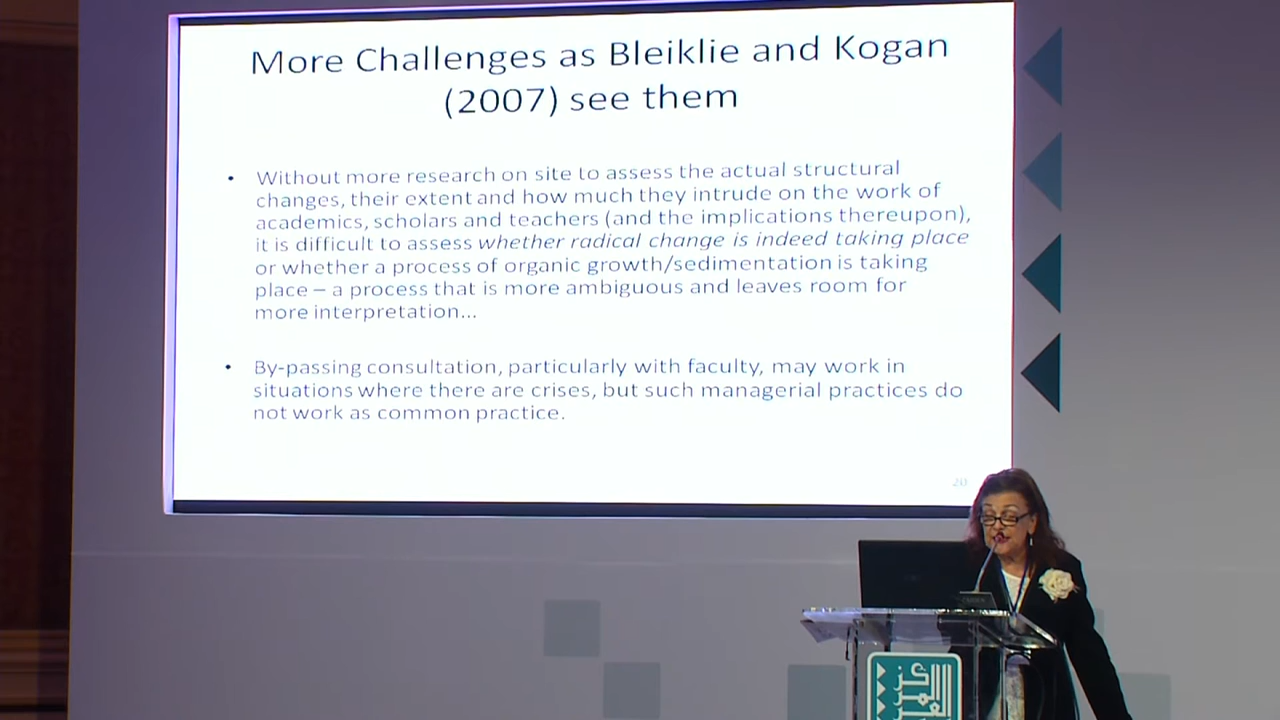 More Challenges as Bleiklie and Kogan
(2007) see them
• Without more research on site to assess the actual structural
changes, their extent and how much they intrude on the work of
academics, scholars and teachers (and the implications thereupon),
it is difficult to assess whether radical change is indeed taking place
or whether a process of organic growth/sedimentation is taking
place – a process that is more ambiguous and leaves room for
more interpretation...
• By-passing consultation, particularly with faculty, may work in
situations where there are crises, but such managerial practices do
not work as common practice.
20